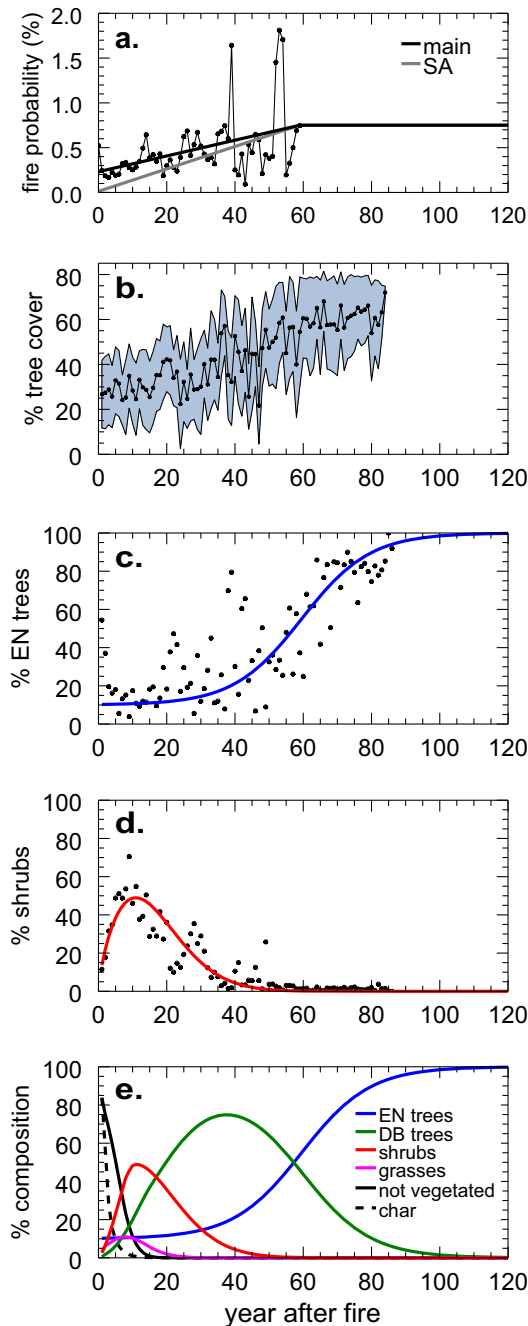 2.0
1.5
1.0
0.5
0.0
fire probability (%)
a.
main
SA
0 20 40 60 80 100 120
80
60
40
20
0
% tree cover
b.
0 20 40 60 80 100 120
100
80
60
40
20
0
% EN trees
c.
0 20 40 60 80 100 120
100
80
60
40
20
0
% shrubs
d.
0 20 40 60 80 100 120
100
80
60
40
20
0
% composition
e.
EN trees
DB trees
shrubs
grasses
not vegetated
char
0 20 40 60 80 100 120
year after fire